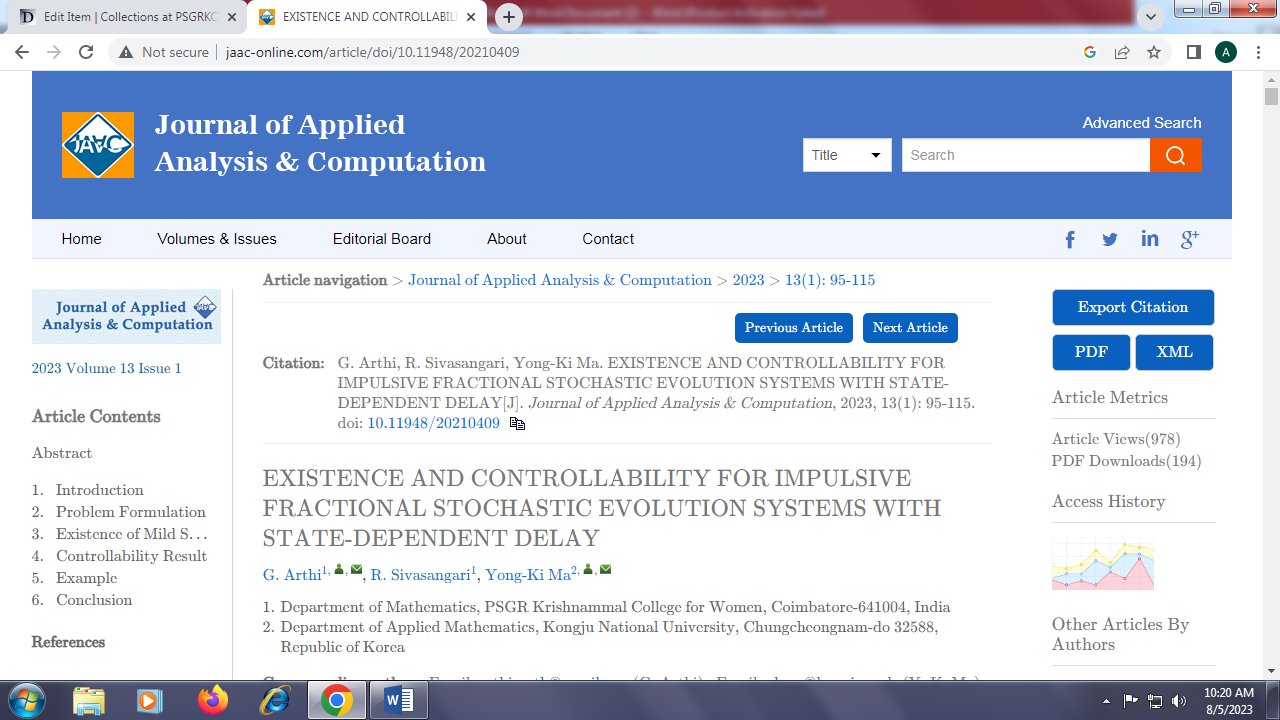 Edit Item | Collections at PSGRKC
EXISTENCE AND CONTROLLABIL
Not secure
jaac-online.com/article/doi/10.11948/20210409
A
Journal of Applied
Analysis & Computation
Advanced Search
Title
Search
Home
Volumes & Issues
Editorial Board
About
Contact
Article navigation > Journal of Applied Analysis & Computation > 2023 > 13(1): 95-115
Journal of Applied
Analysis & Computation
2023 Volume 13 Issue 1
Article Contents
Abstract
1. Introduction
2. Problem Formulation
3. Existence of Mild S...
4. Controllability Result
5. Example
6. Conclusion
References
Previous Article
Next Article
Citation: G. Arthi, R. Sivasangari, Yong-Ki Ma. EXISTENCE AND CONTROLLABILITY FOR
IMPULSIVE FRACTIONAL STOCHASTIC EVOLUTION SYSTEMS WITH STATE-
DEPENDENT DELAY[J]. Journal of Applied Analysis & Computation, 2023, 13(1): 95-115.
doi: 10.11948/20210409
EXISTENCE AND CONTROLLABILITY FOR IMPULSIVE
FRACTIONAL STOCHASTIC EVOLUTION SYSTEMS WITH
STATE-DEPENDENT DELAY
G. Arthi1, , , R. Sivasangari1, Yong-Ki Ma2, ,
1. Department of Mathematics, PSGR Krishnammal College for Women, Coimbatore-641004, India
2. Department of Applied Mathematics, Kongju National University, Chungcheongnam-do 32588,
Republic of Korea
Export Citation
PDF
XML
Article Metrics
Article Views(978)
PDF Downloads(194)
Access History
Other Articles By
Authors
10:20 AM
8/5/2023